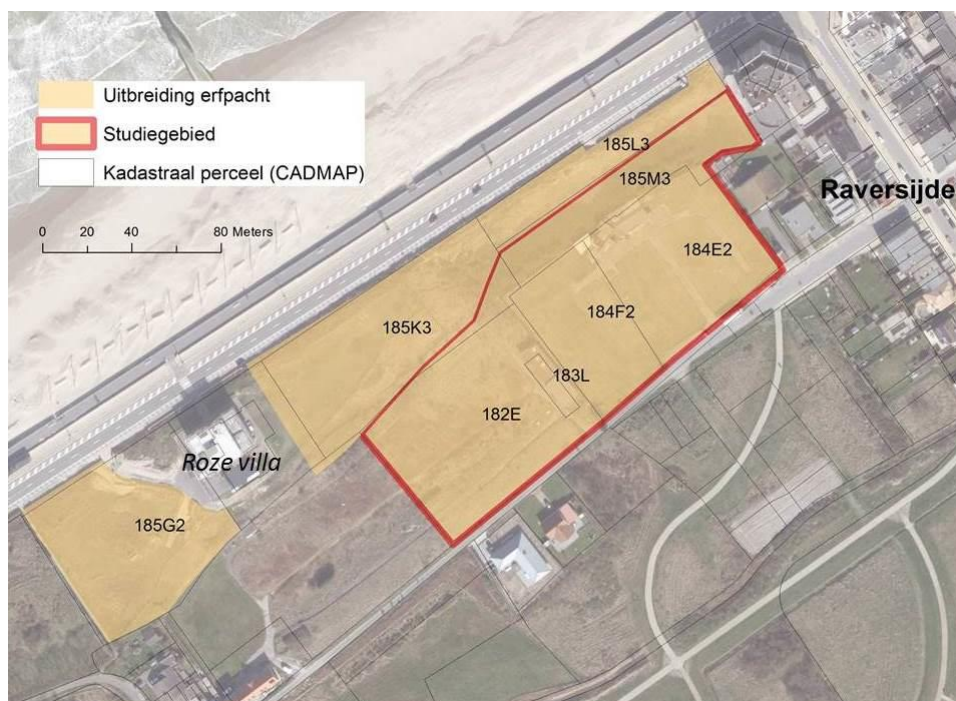 Uitbreiding erfpacht
Studiegebied
Kadastraal perceel (CADMAP)
0 20 40 80 Meters
185L3
185M3
Raversijde
184E2
184F2
185K3
183L
182E
Roze villa
185G2